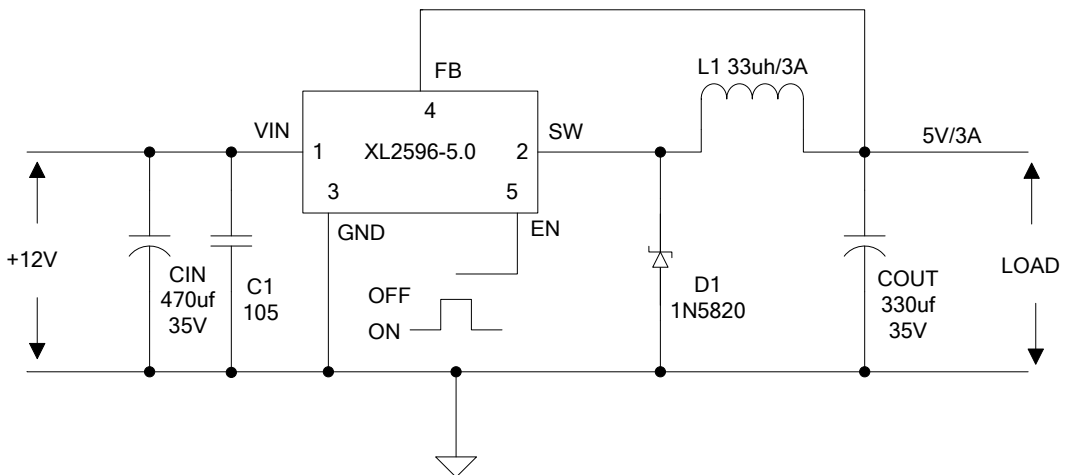 FB
L1 33uh/3A
4
VIN
SW
5V/3A
1
XL2596-5.0
2
3
5
GND
EN
+12V
CIN
470uf
35V
C1
105
OFF
ON
D1
1N5820
COUT
330uf
35V
LOAD